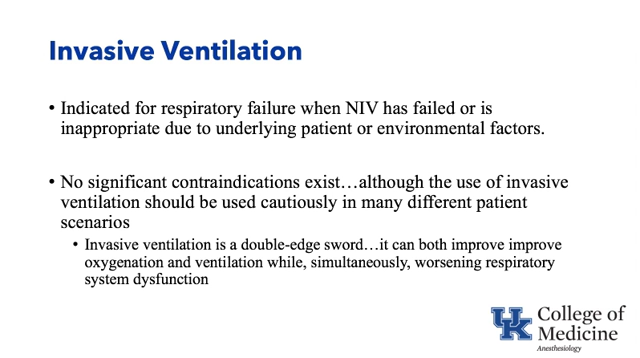 Invasive Ventilation
• Indicated for respiratory failure when NIV has failed or is
inappropriate due to underlying patient or environmental factors.
• No significant contraindications exist…although the use of invasive
ventilation should be used cautiously in many different patient
scenarios
• Invasive ventilation is a double-edge sword…it can both improve improve
oxygenation and ventilation while, simultaneously, worsening respiratory
system dysfunction
UK College of
Medicine
Anesthesiology